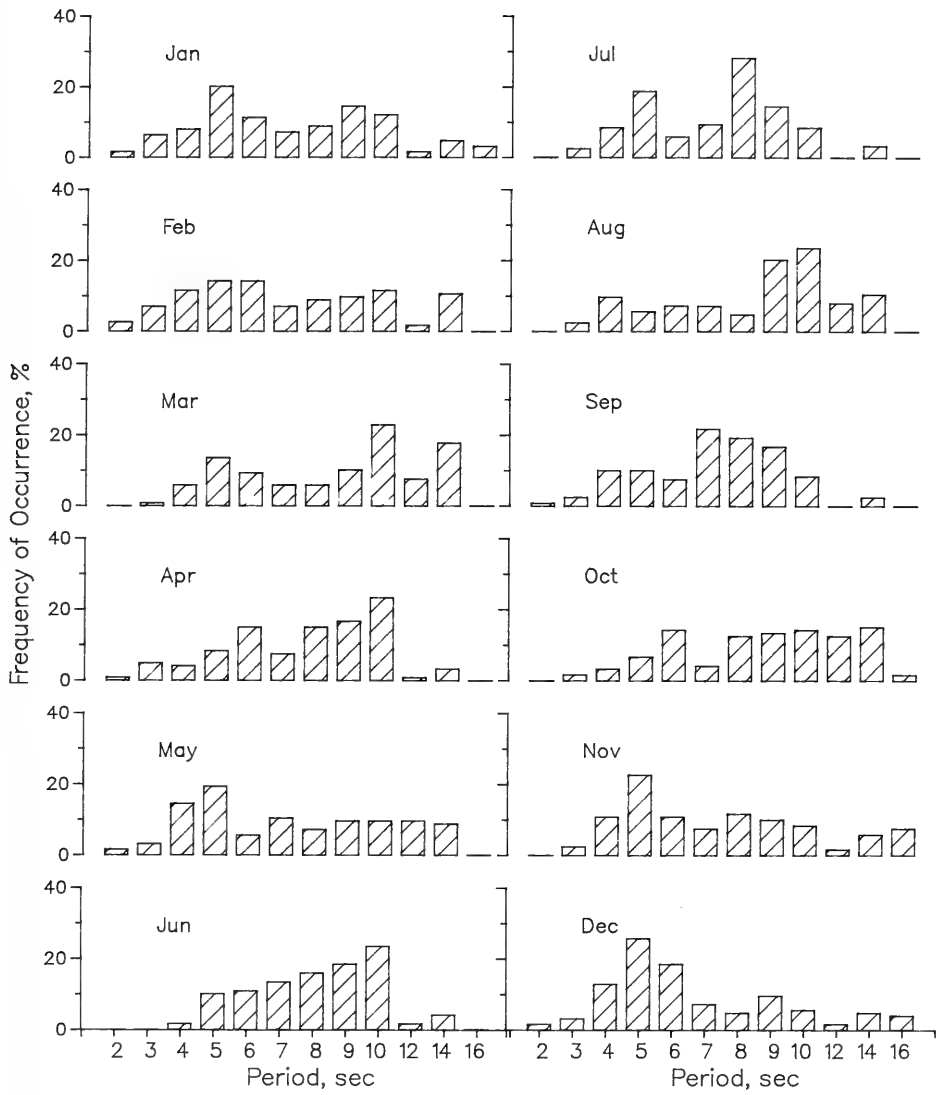 Frequency of Occurrence, %
40
20
0
Jan
Jul
40
20
0
Feb
Aug
40
20
0
Mar
Sep
40
20
0
Apr
Oct
40
20
0
May
Nov
40
20
0
Jun
Dec
2 3 4 5 6 7 8 9 10 12 14 16
2 3 4 5 6 7 8 9 10 12 14 16
Period, sec
Period, sec